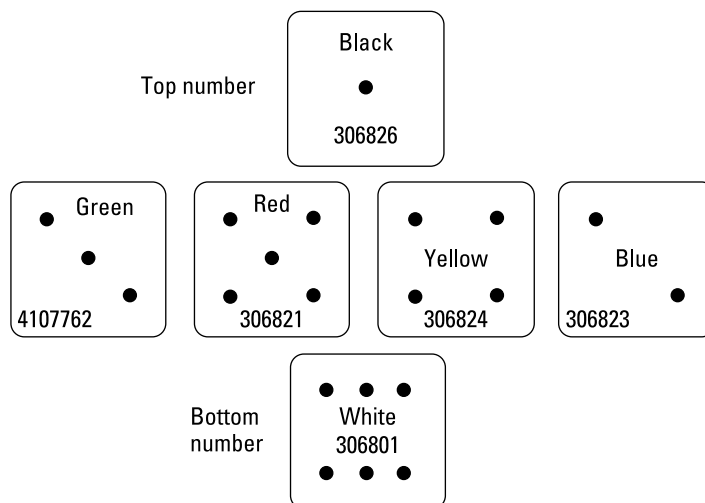 Black
Top number
306826
Green
4107762
Red
306821
Yellow
306824
Blue
306823
Bottom
number
White
306801